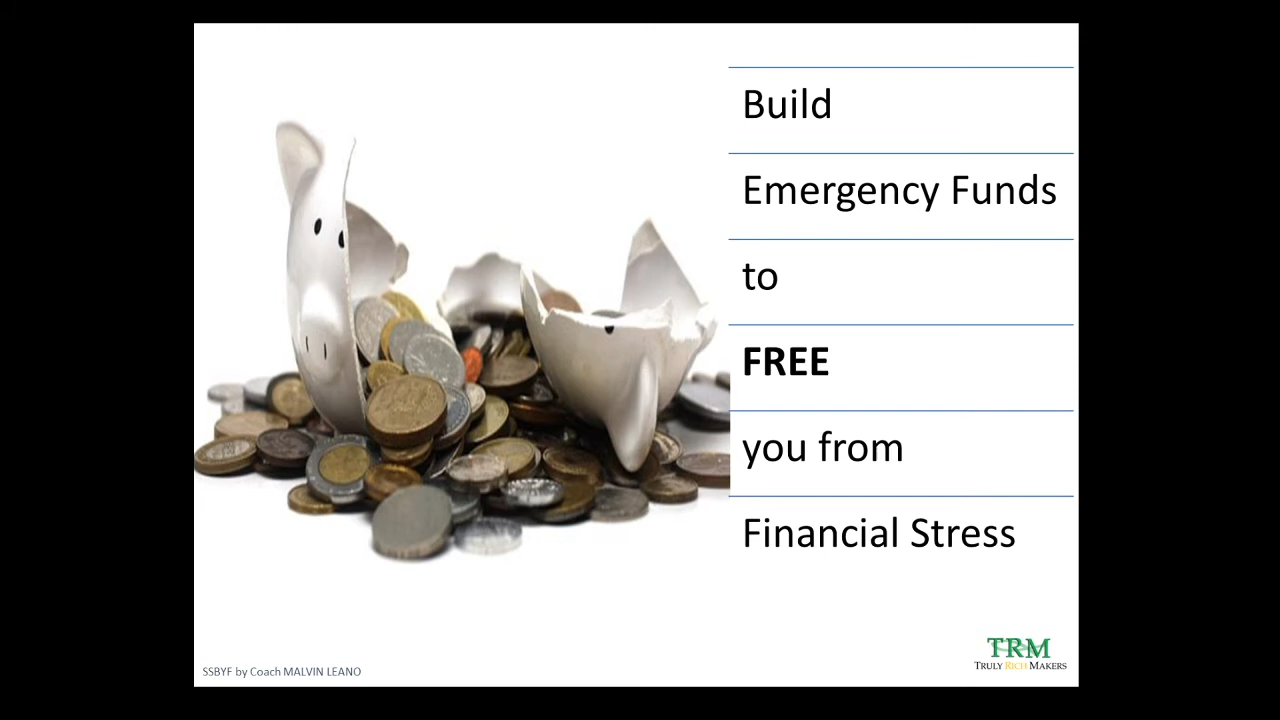 Build
Emergency Funds
to
FREE
you from
Financial Stress
TRM
TRULY RICH MAKERS
SSBYF by Coach MALVIN LEANO